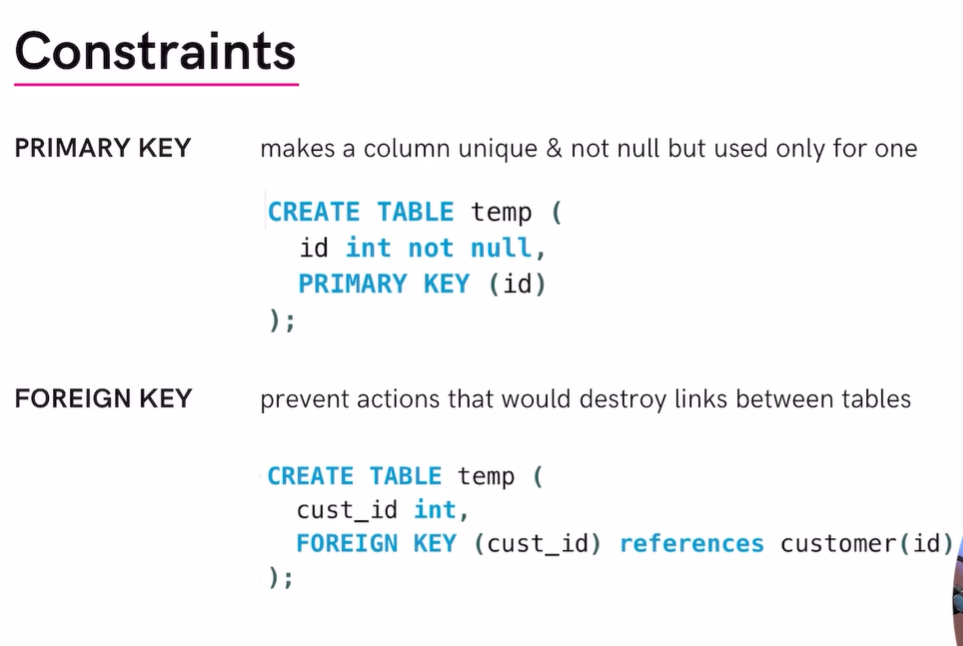 Constraints
PRIMARY KEY makes a column unique & not null but used only for one
CREATE TABLE temp (
id int not null,
PRIMARY KEY (id)
);
FOREIGN KEY prevent actions that would destroy links between tables
CREATE TABLE temp (
cust_id int,
FOREIGN KEY (cust_id) references customer(id)
);